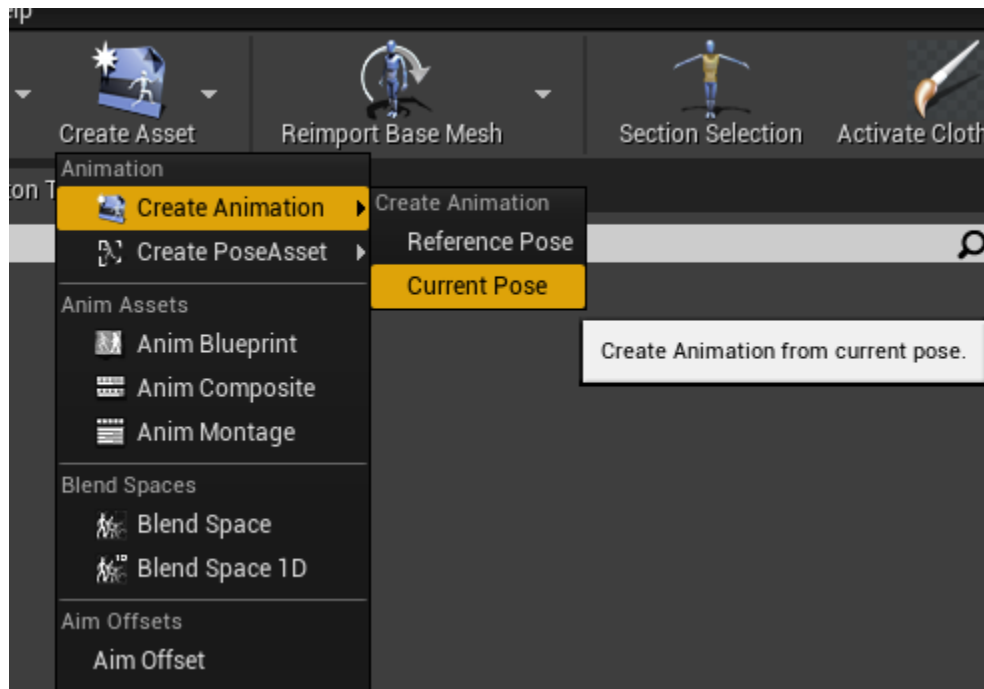 Create Asset
Reimport Base Mesh
Section Selection
Activate Cloth
Animation
Create Animation
Create PoseAsset
Create Animation
Reference Pose
Current Pose
Create Animation from current pose.
Anim Assets
Anim Blueprint
Anim Composite
Anim Montage
Blend Spaces
Blend Space
Blend Space 1D
Aim Offsets
Aim Offset